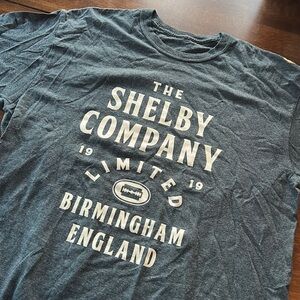 THE
SHELBY
COMPANY
19 LIMITED 19
BIRMINGHAM
ENGLAND